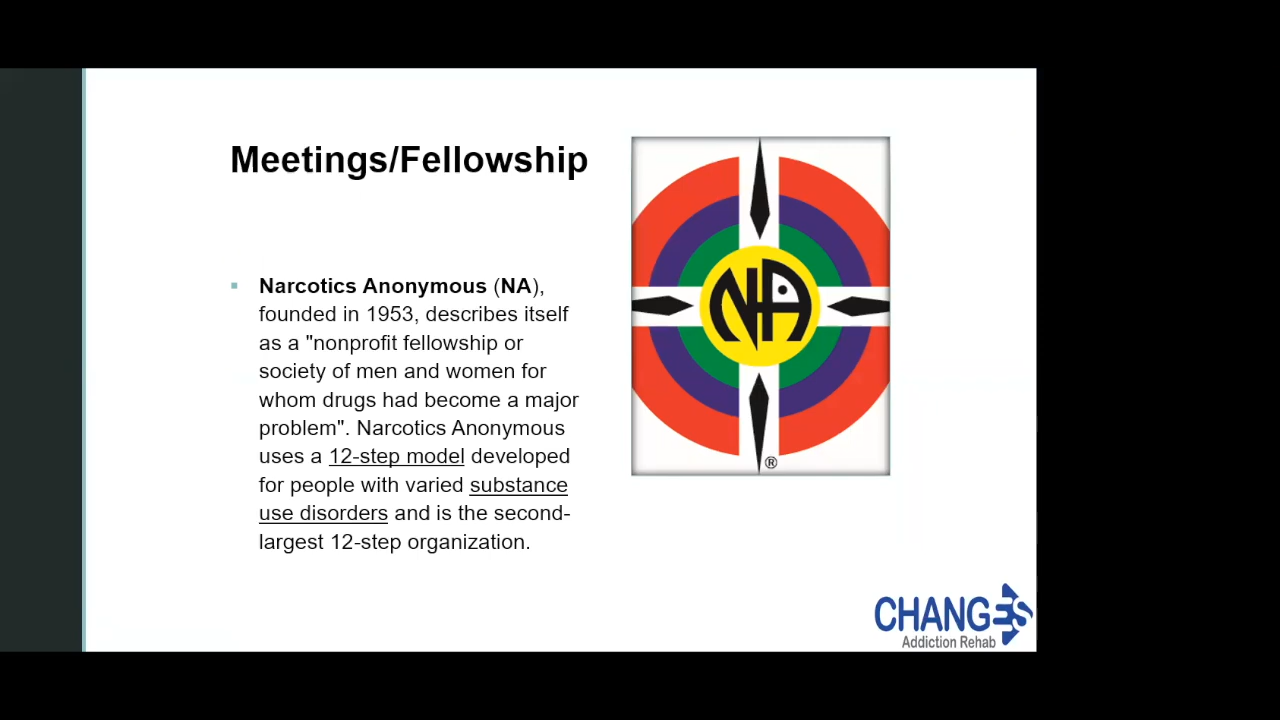 Meetings/Fellowship
Narcotics Anonymous (NA),
founded in 1953, describes itself
as a "nonprofit fellowship or
society of men and women for
whom drugs had become a major
problem". Narcotics Anonymous
uses a 12-step model developed
for people with varied substance
use disorders and is the second-
largest 12-step organization.
NA
®
CHANGES
Addiction Rehab